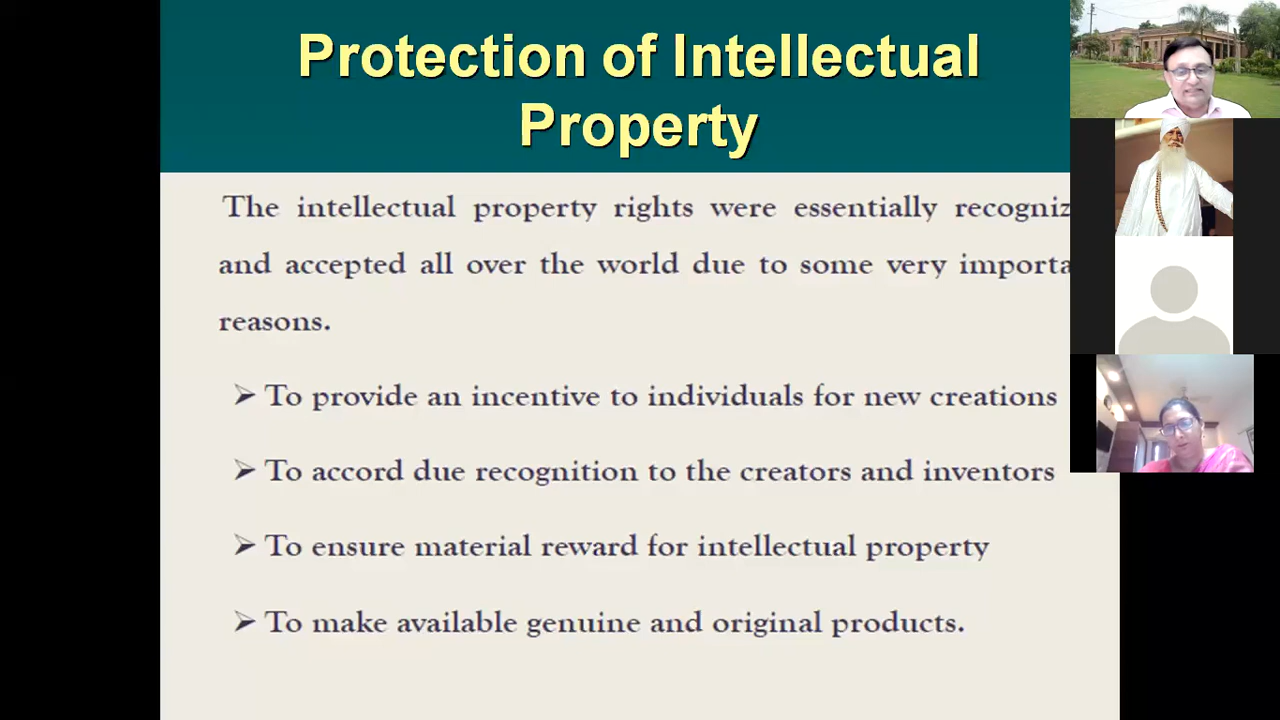 Protection of Intellectual
Property
The intellectual property rights were essentially recogniz
and accepted all over the world due to some very importa
reasons.
➢ To provide an incentive to individuals for new creations
➢ To accord due recognition to the creators and inventors
➢ To ensure material reward for intellectual property
➢ To make available genuine and original products.